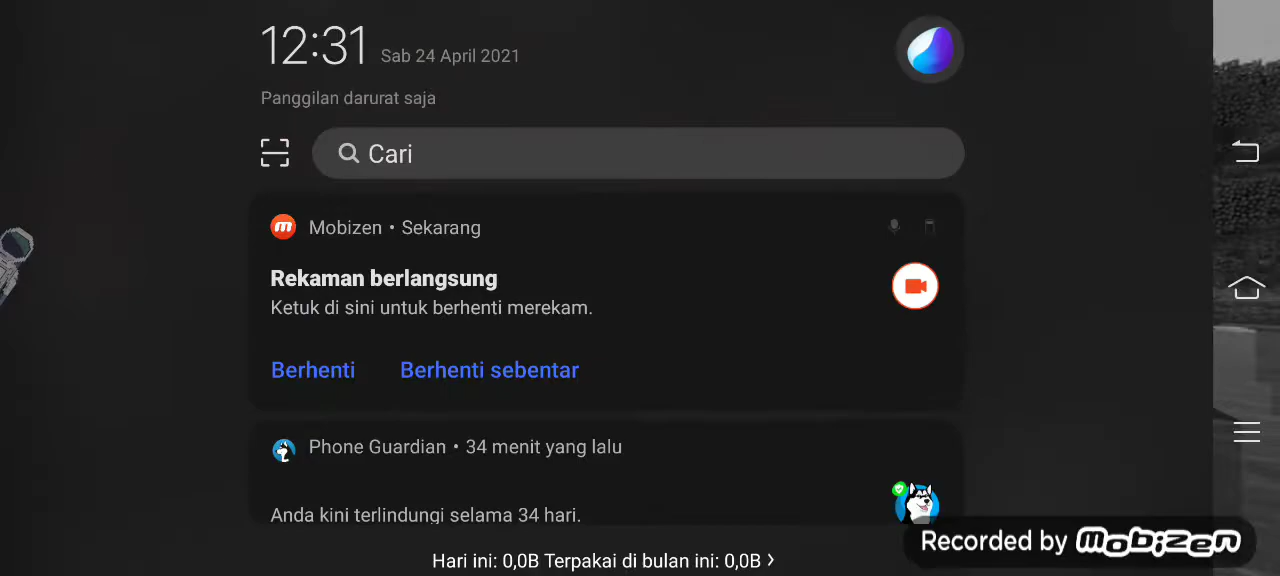 12:31 Sab 24 April 2021
Panggilan darurat saja
Cari
m Mobizen • Sekarang
Rekaman berlangsung
Ketuk di sini untuk berhenti merekam.
Berhenti Berhenti sebentar
Phone Guardian • 34 menit yang lalu
Anda kini terlindungi selama 34 hari.
Recorded by mobizen
Hari ini: 0,0B Terpakai di bulan ini: 0,0B >